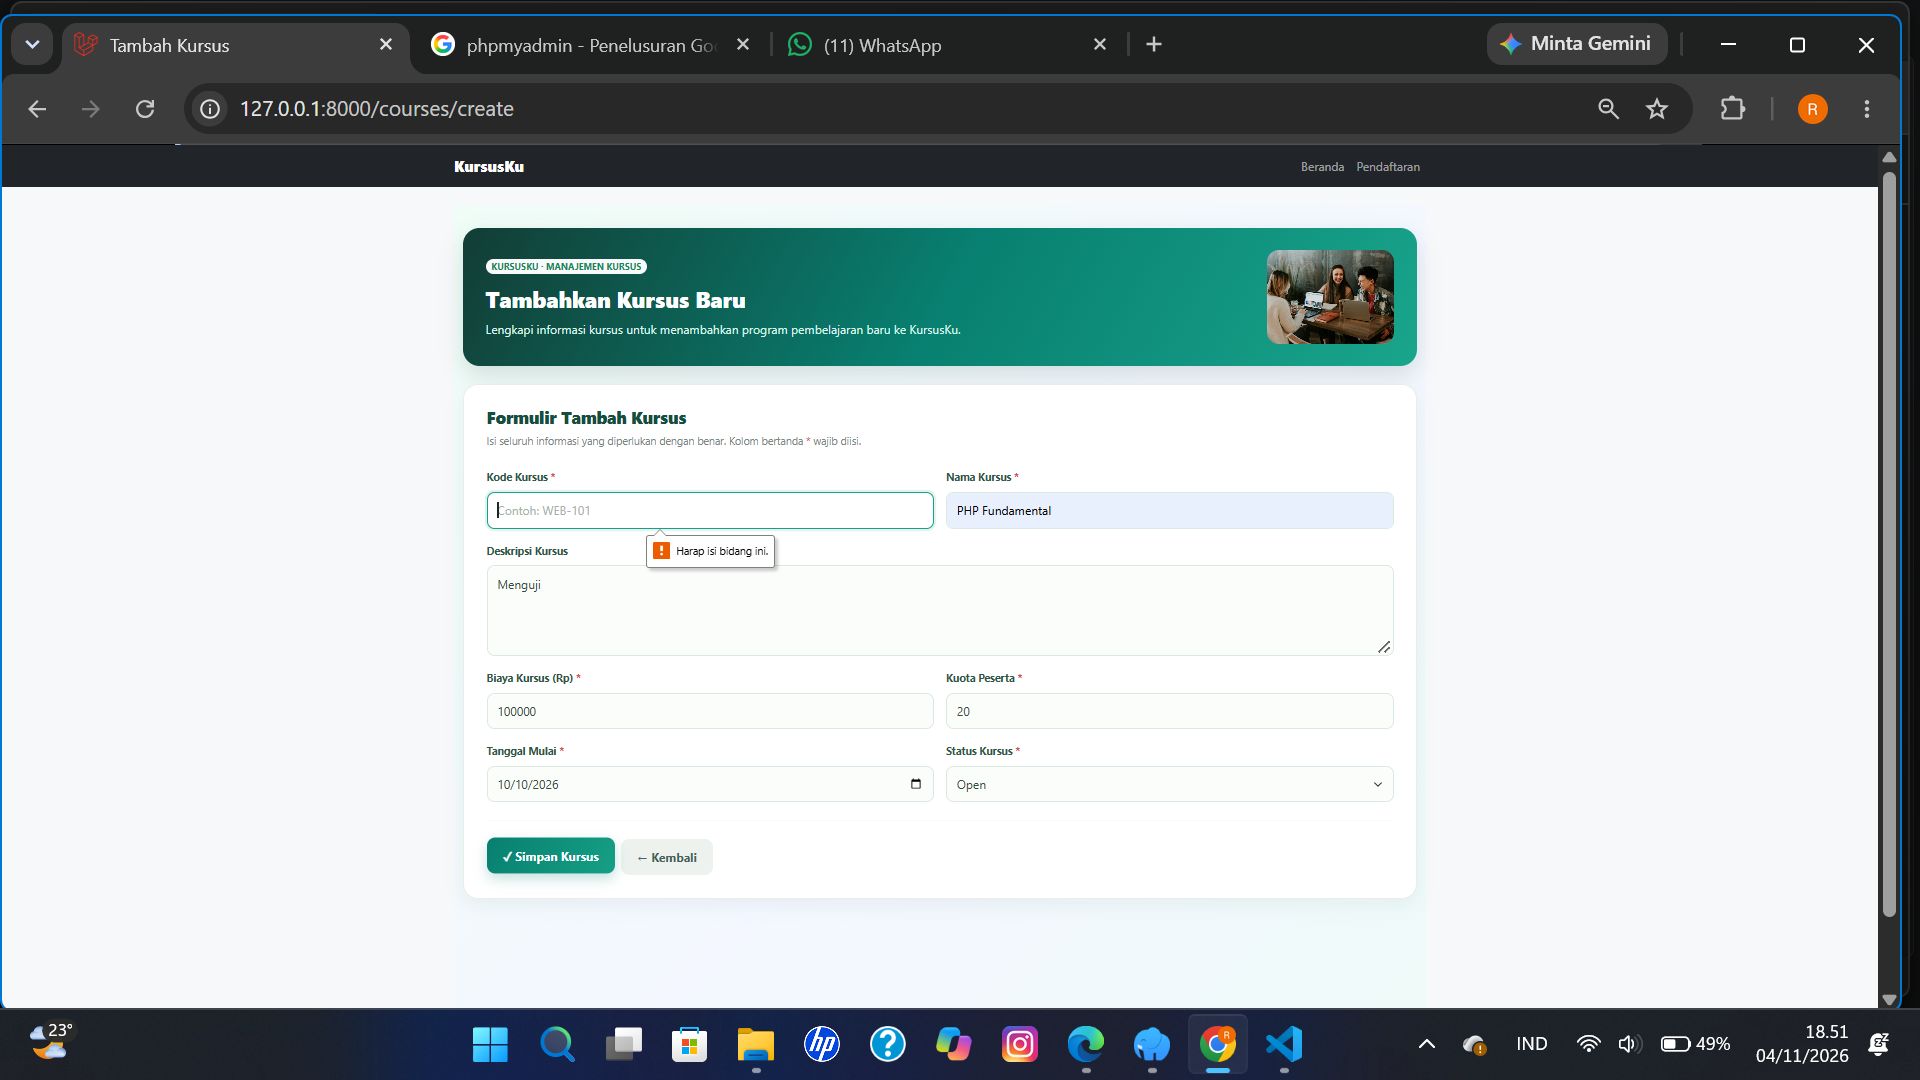 Tambah Kursus
phpmyadmin - Penelusuran Goo
(11) WhatsApp
Minta Gemini
127.0.0.1:8000/courses/create
R
KursusKu
Beranda
Pendaftaran
KURSUSKU · MANAJEMEN KURSUS
Tambahkan Kursus Baru
Lengkapi informasi kursus untuk menambahkan program pembelajaran baru ke KursusKu.
Formulir Tambah Kursus
Isi seluruh informasi yang diperlukan dengan benar. Kolom bertanda * wajib diisi.
Kode Kursus *
Nama Kursus *
Contoh: WEB-101
PHP Fundamental
Harap isi bidang ini.
Deskripsi Kursus
Menguji
Biaya Kursus (Rp) *
Kuota Peserta *
100000
20
Tanggal Mulai *
Status Kursus *
10/10/2026
Open
✓ Simpan Kursus
← Kembali
23°
hp
R
IND
49%
18.51
04/11/2026